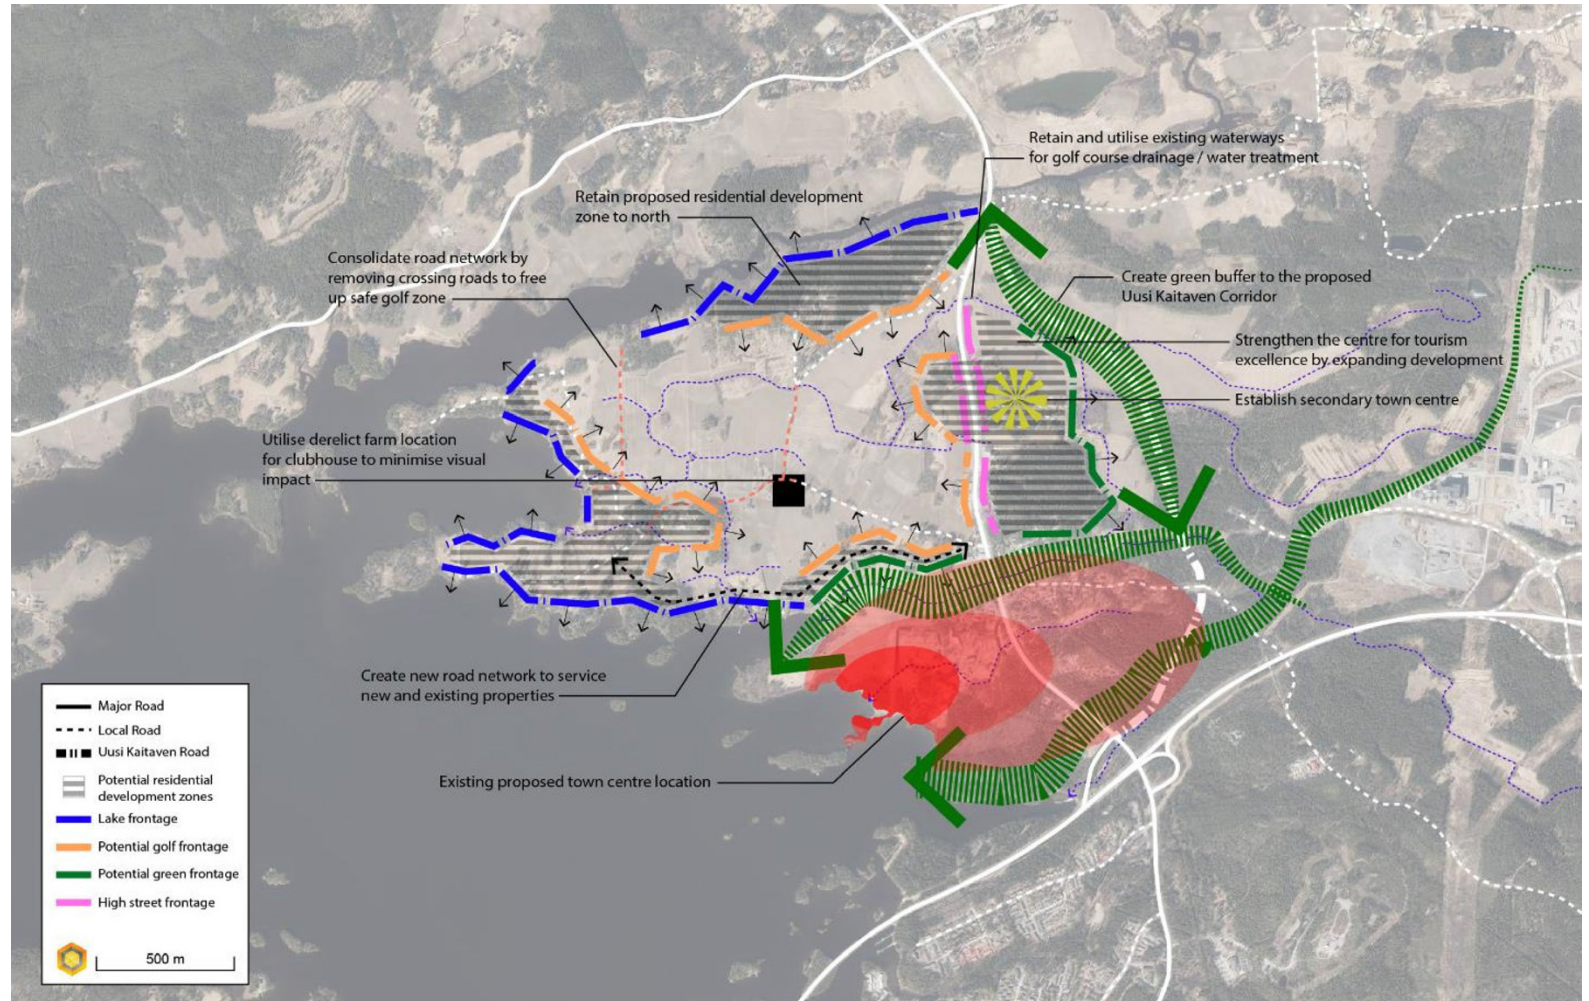 Retain and utilise existing waterways
for golf course drainage / water treatment
Retain proposed residential development
zone to north
Consolidate road network by
removing crossing roads to free
up safe golf zone
Create green buffer to the proposed
Uusi Kaitaven Corridor
Strengthen the centre for tourism
excellence by expanding development
Establish secondary town centre
Utilise derelict farm location
for clubhouse to minimise visual
impact
Create new road network to service
new and existing properties
Existing proposed town centre location
Major Road
Local Road
Uusi Kaitaven Road
Potential residential
development zones
Lake frontage
Potential golf frontage
Potential green frontage
High street frontage
500 m